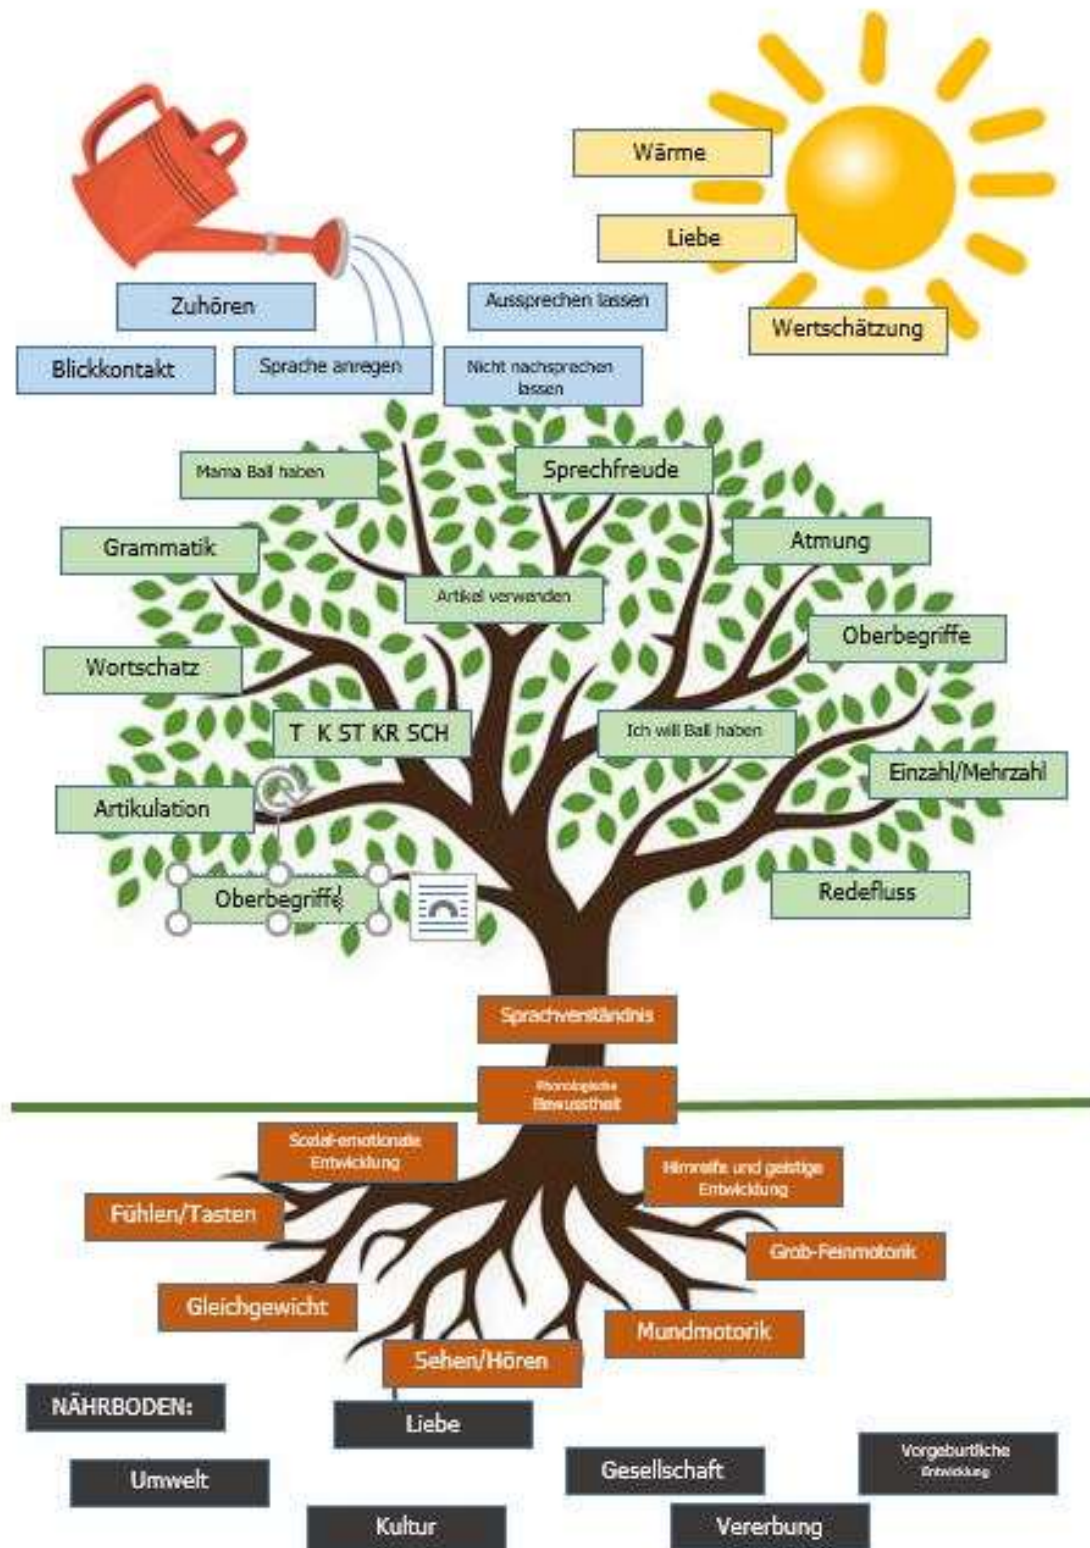 Wärme
Liebe
Zuhören
Aussprechen lassen
Wertschätzung
Blickkontakt
Sprache anregen
Nicht nachsprechen
lassen
Mama Ball haben
Sprechfreude
Grammatik
Atmung
Artikel verwenden
Oberbegriffe
Wortschatz
T K ST KR SCH
Ich will Ball haben
Einzahl/Mehrzahl
Artikulation
Oberbegriffe
Redefluss
Sprachverständnis
Phonologische
Bewusstheit
Sozial-emotionale
Entwicklung
Hirnreife und geistige
Entwicklung
Fühlen/Tasten
Grob-Feinmotorik
Gleichgewicht
Mundmotorik
Sehen/Hören
NÄHRBODEN:
Liebe
Vorgeburtliche
Entwicklung
Umwelt
Gesellschaft
Kultur
Vererbung